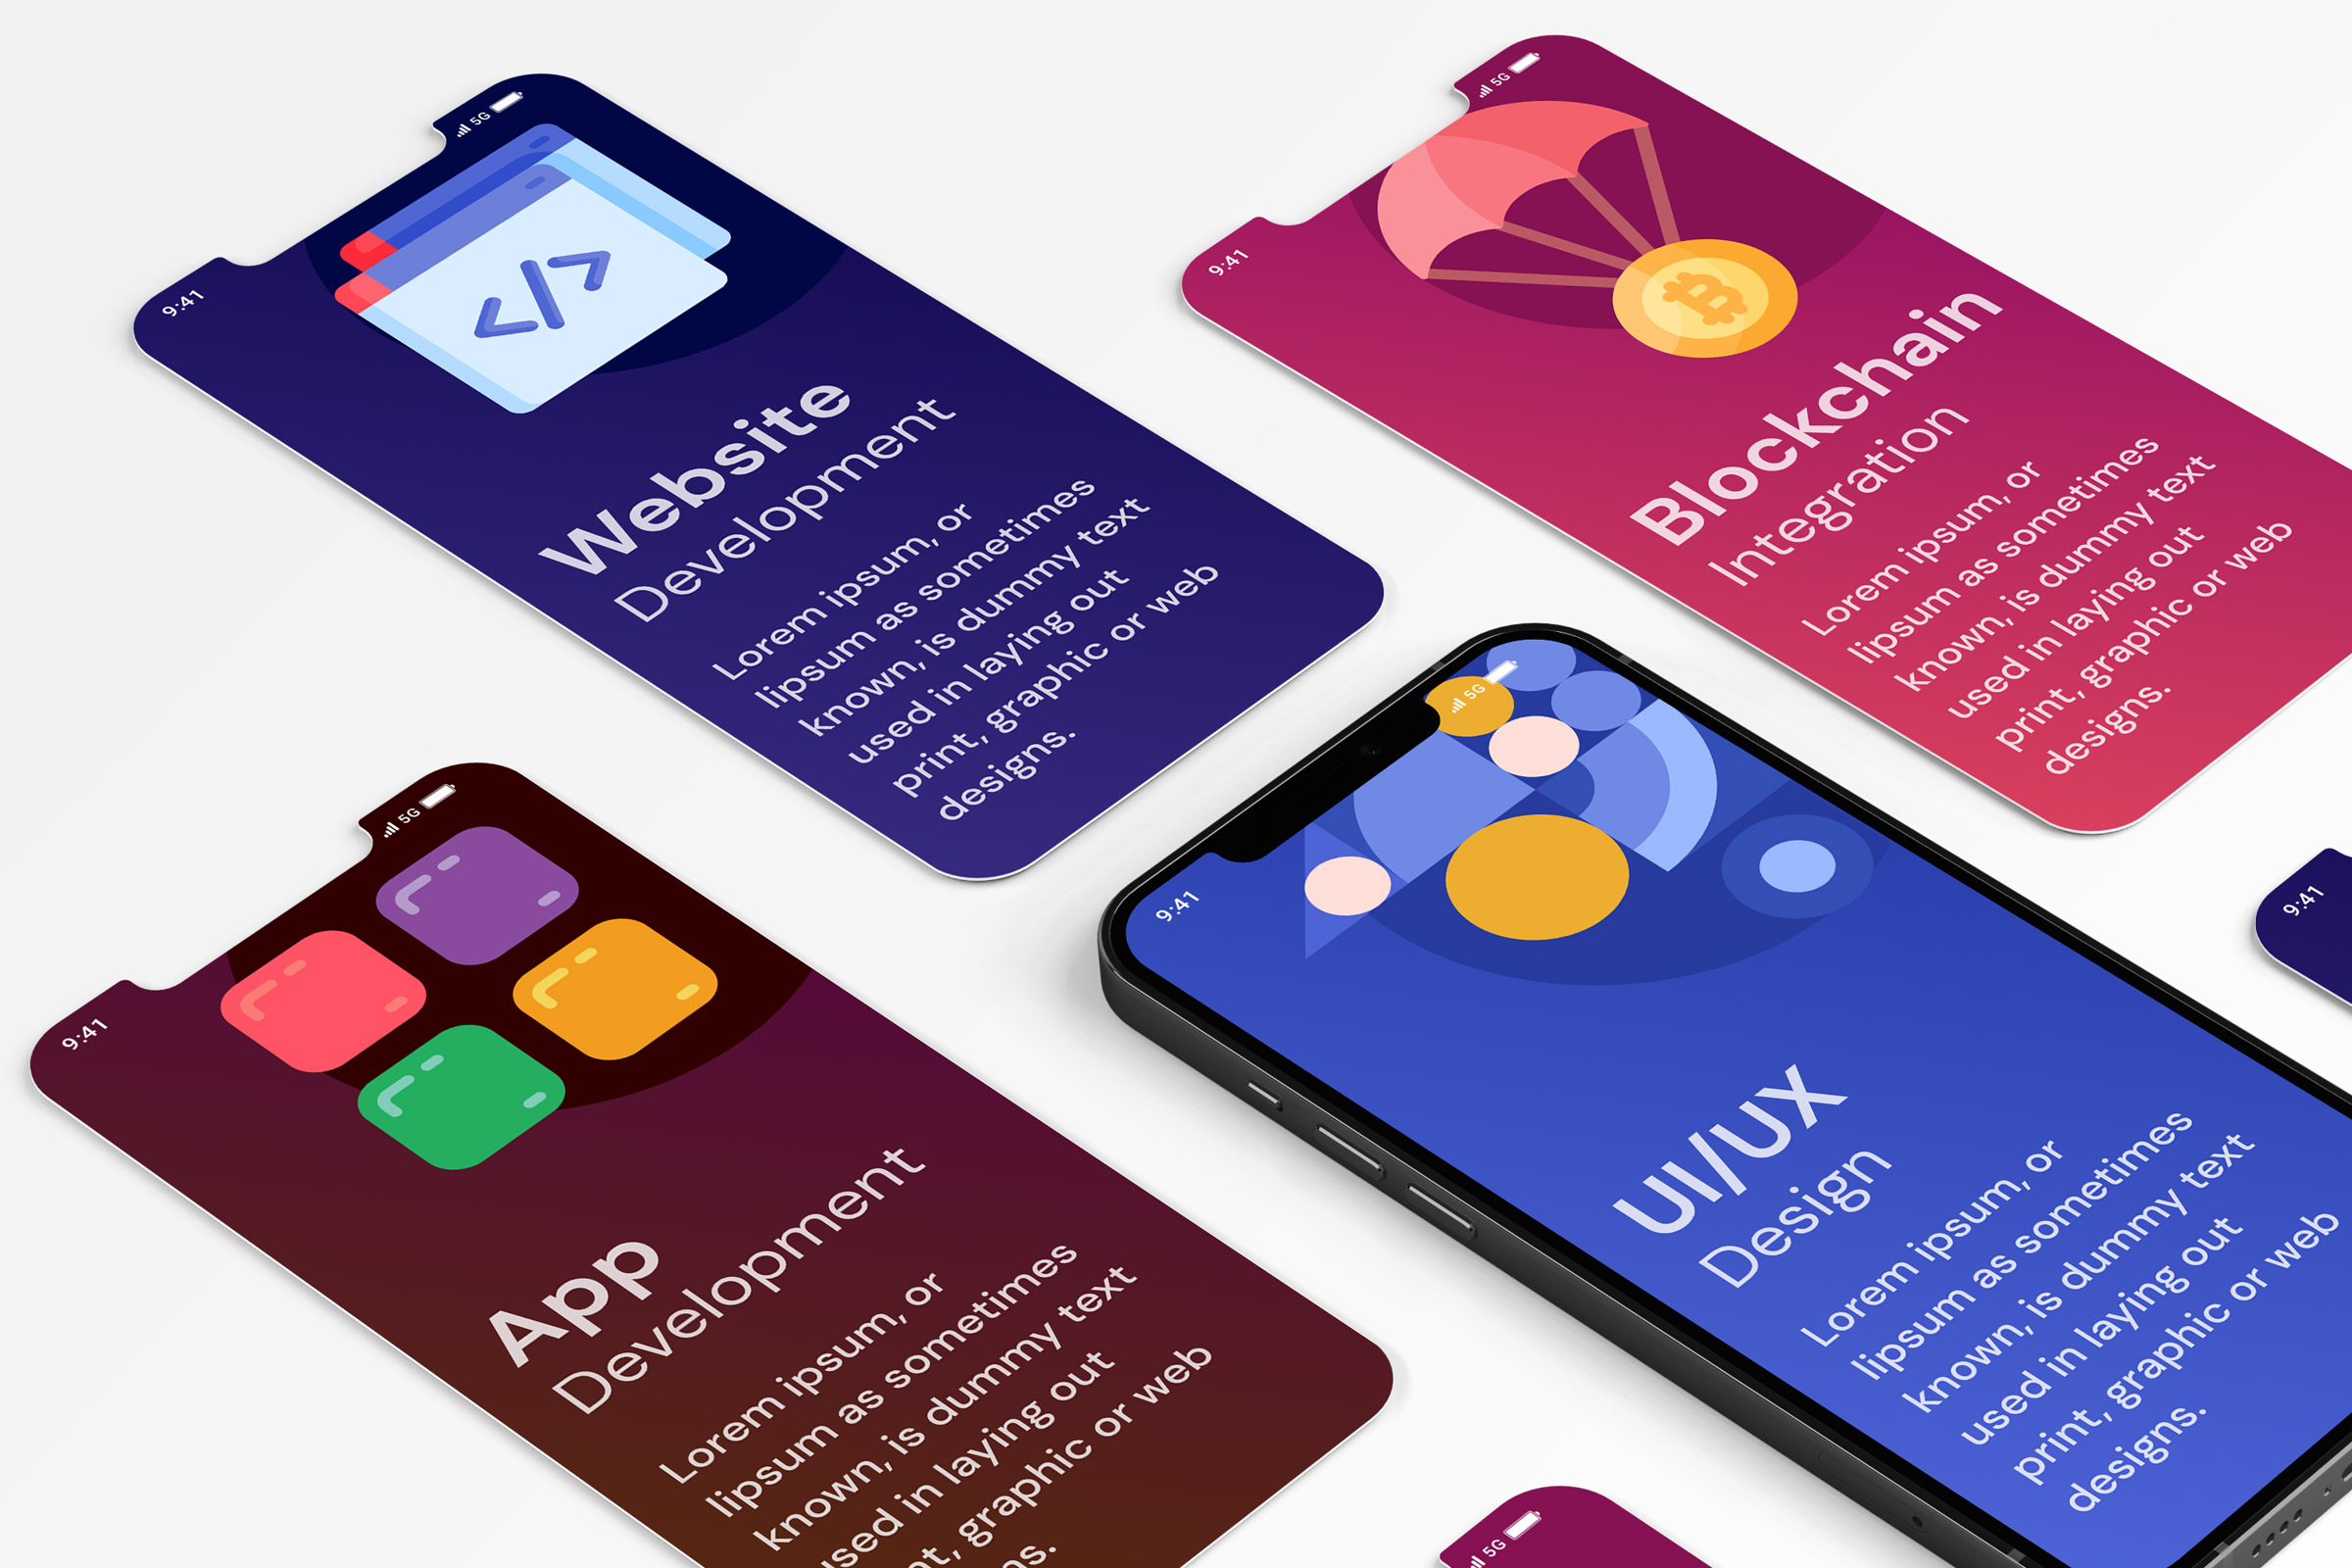 9:41
5G
Website
Development
Lorem ipsum, or
lipsum as sometimes
known, is dummy text
used in laying out
print, graphic or web
designs.
9:41
5G
Blockchain
Integration
Lorem ipsum, or
lipsum as sometimes
known, is dummy text
used in laying out
print, graphic or web
designs.
9:41
5G
App
Development
Lorem ipsum, or
lipsum as sometimes
known, is dummy text
used in laying out
graphic or web
9:41
5G
UI/UX
Design
Lorem ipsum, or
lipsum as sometimes
known, is dummy text
used in laying out
print, graphic or web
designs.
9:41
5G